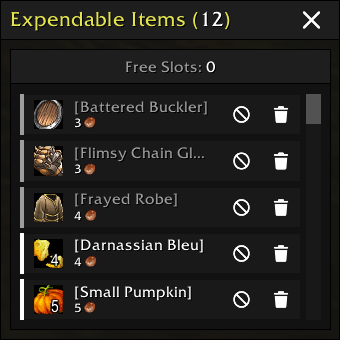 Expendable Items (12)
Free Slots: 0
[Battered Buckler]
3
[Flimsy Chain Gl...
3
[Frayed Robe]
4
[Darnassian Bleu]
4
4
[Small Pumpkin]
5
5